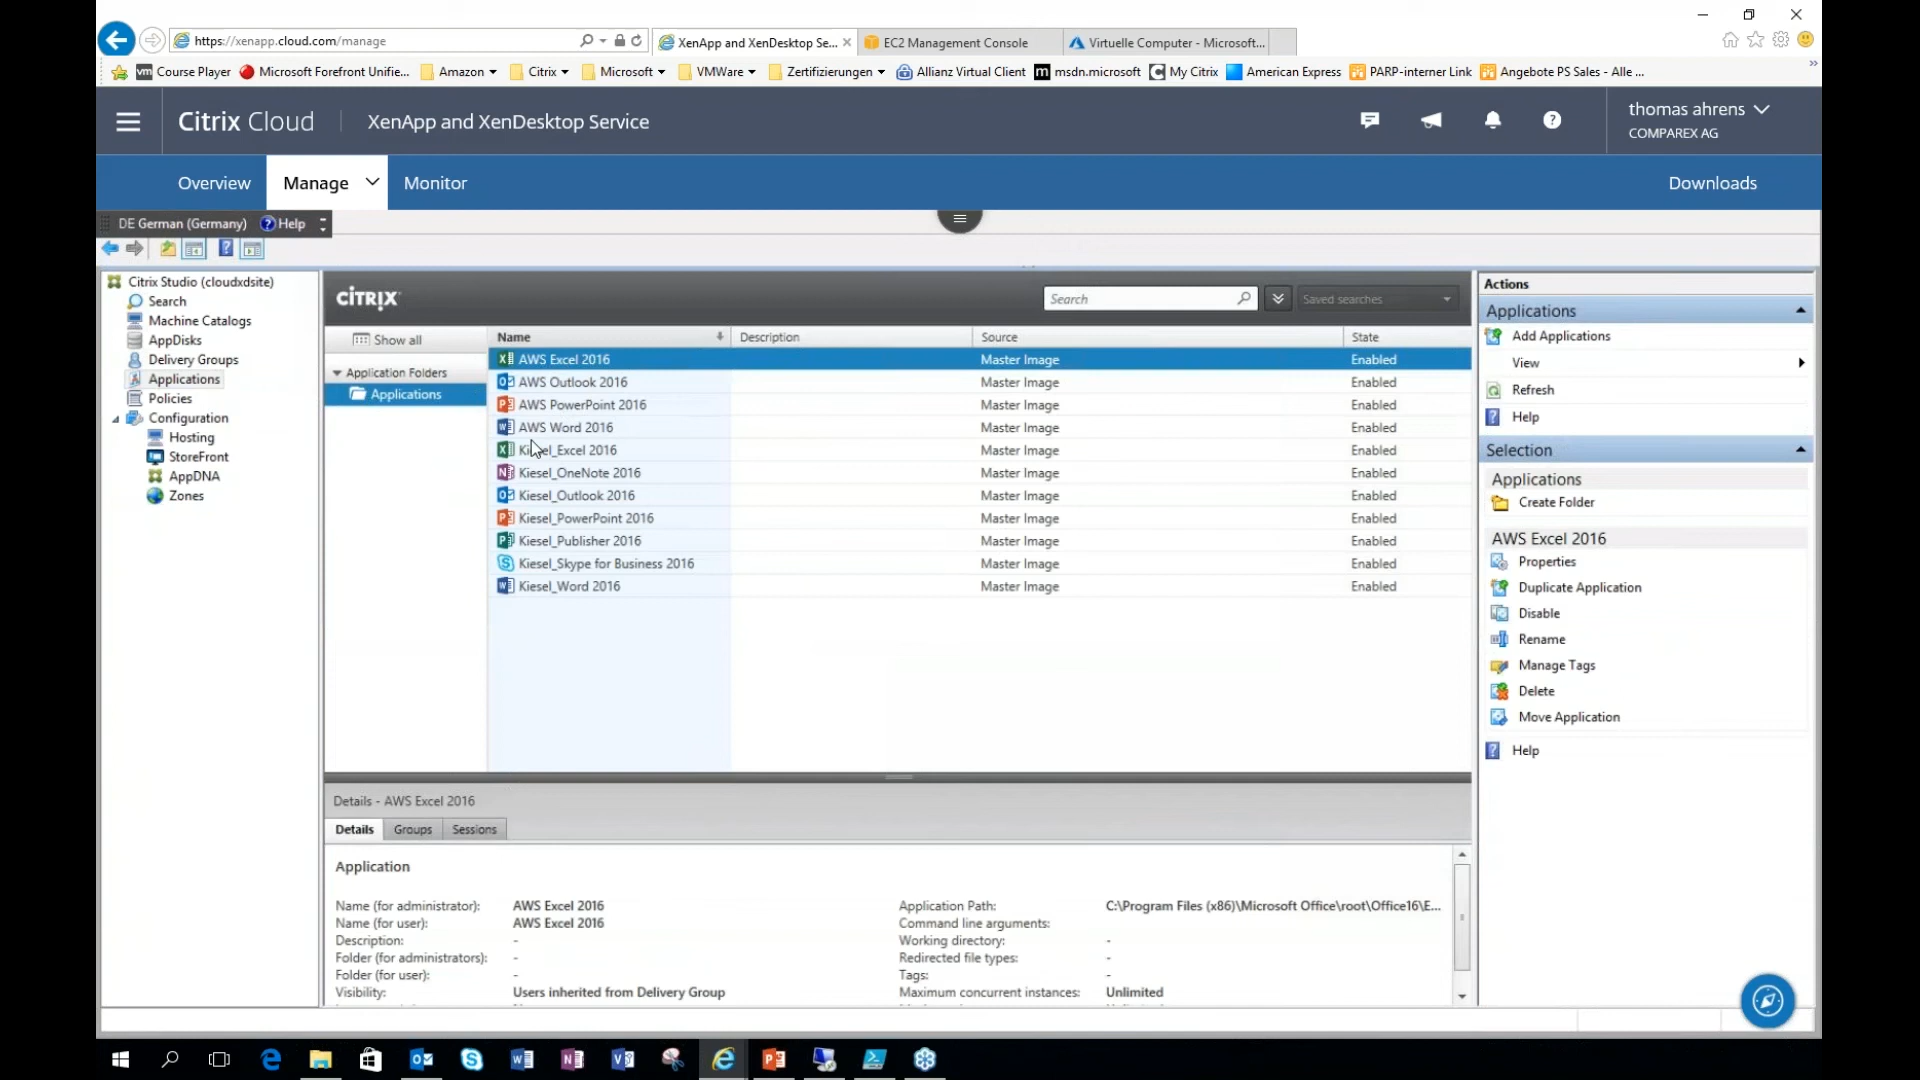 https://xenapp.cloud.com/manage
XenApp and XenDesktop Se...
EC2 Management Console
Virtuelle Computer - Microsoft...
Course Player
Microsoft Forefront Unifie...
Amazon
Citrix
Microsoft
VMWare
Zertifizierungen
Allianz Virtual Client
msdn.microsoft
My Citrix
American Express
PARP-interner Link
Angebote PS Sales - Alle ...
Citrix Cloud
XenApp and XenDesktop Service
thomas ahrens
COMPAREX AG
Overview
Manage
Monitor
Downloads
DE German (Germany)
Help
Citrix Studio (cloudxdsite)
Search
Machine Catalogs
AppDisks
Delivery Groups
Applications
Policies
Configuration
Hosting
StoreFront
AppDNA
Zones
CİTRIX
Search
Saved searches
Show all
Application Folders
Applications
Name Description Source State
AWS Excel 2016 Master Image Enabled
AWS Outlook 2016 Master Image Enabled
AWS PowerPoint 2016 Master Image Enabled
AWS Word 2016 Master Image Enabled
Kiesel_Excel 2016 Master Image Enabled
Kiesel_OneNote 2016 Master Image Enabled
Kiesel_Outlook 2016 Master Image Enabled
Kiesel_PowerPoint 2016 Master Image Enabled
Kiesel_Publisher 2016 Master Image Enabled
Kiesel_Skype for Business 2016 Master Image Enabled
Kiesel_Word 2016 Master Image Enabled
Details - AWS Excel 2016
Details
Groups
Sessions
Application
Name (for administrator): AWS Excel 2016
Name (for user): AWS Excel 2016
Description: -
Folder (for administrators): -
Folder (for user): -
Visibility: Users inherited from Delivery Group
Application Path: C:\Program Files (x86)\Microsoft Office\root\Office16\E...
Command line arguments:
Working directory: -
Redirected file types: -
Tags: -
Maximum concurrent instances: Unlimited
Actions
Applications
Add Applications
View
Refresh
Help
Selection
Applications
Create Folder
AWS Excel 2016
Properties
Duplicate Application
Disable
Rename
Manage Tags
Delete
Move Application
Help